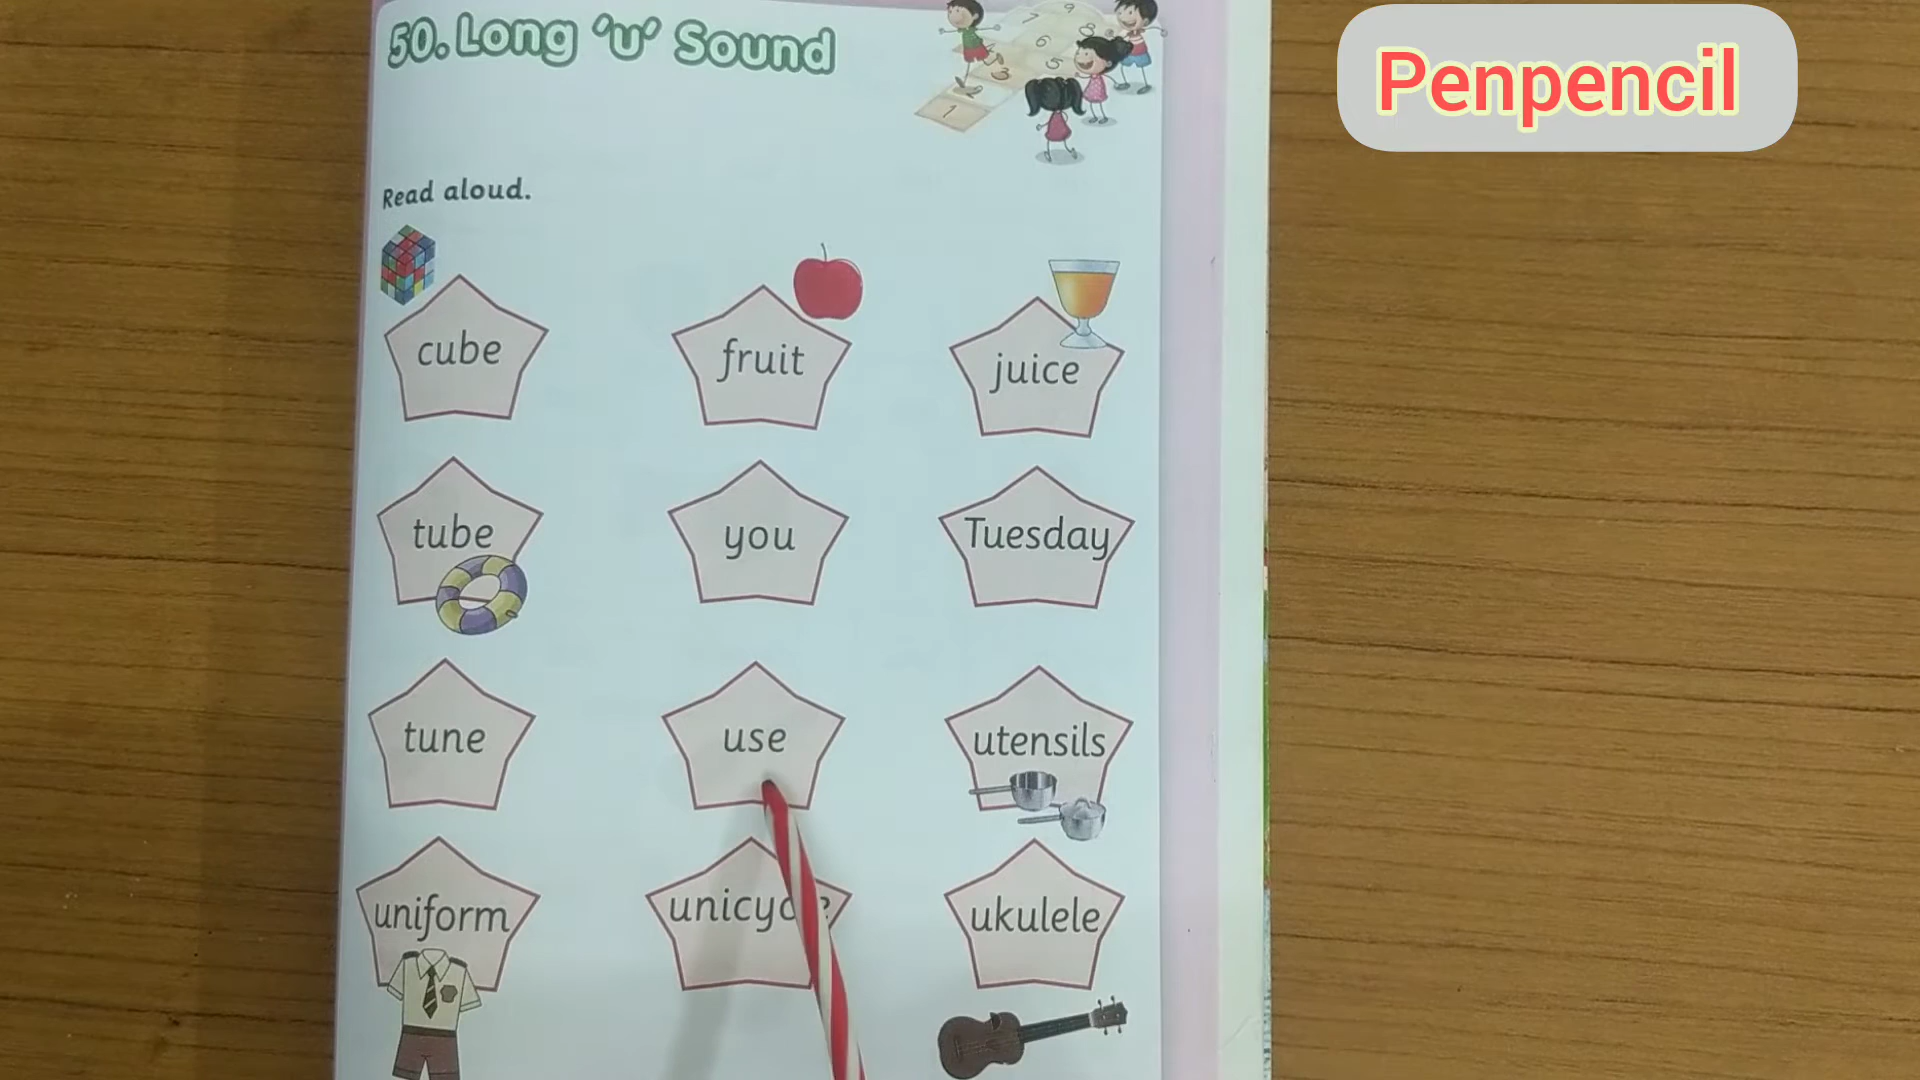 50. Long 'u' Sound
Penpencil
Read aloud.
cube fruit juice
tube you Tuesday
tune use utensils
uniform ukulele